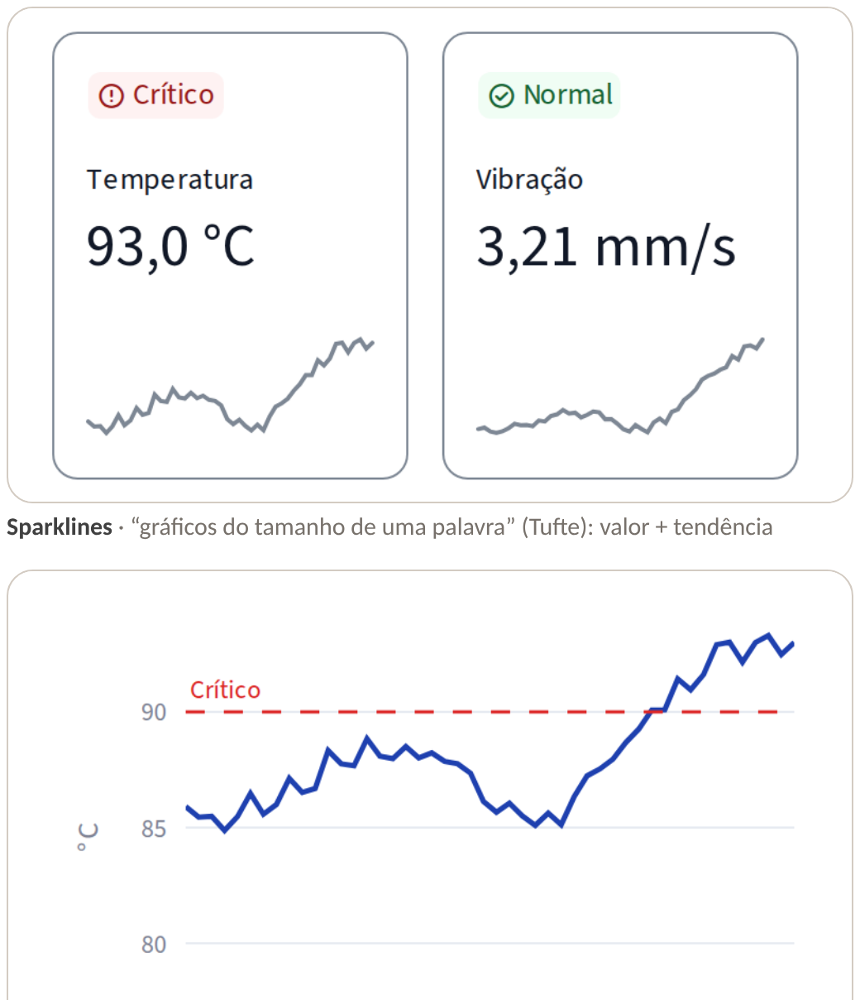 Crítico
Normal
Temperatura
Vibração
93,0 °C
3,21 mm/s
Sparklines · “gráficos do tamanho de uma palavra” (Tufte): valor + tendência
Crítico
90
85
°C
80